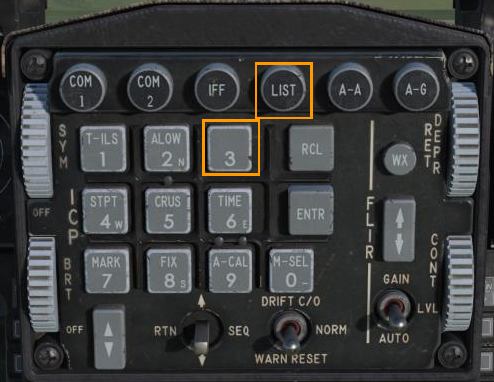 COM 1
COM 2
IFF
LIST
A-A
A-G
SYM
T-ILS 1
ALOW 2 N
3
RCL
WX
RET
DEPR
OFF
ICP
STPT 4 W
CRUS 5
TIME 6 E
ENTR
FLIR
BRT
MARK 7
FIX 8 S
A-CAL 9
M-SEL 0 -
CONT
GAIN
LVL
AUTO
OFF
RTN
SEQ
DRIFT C/O
NORM
WARN RESET